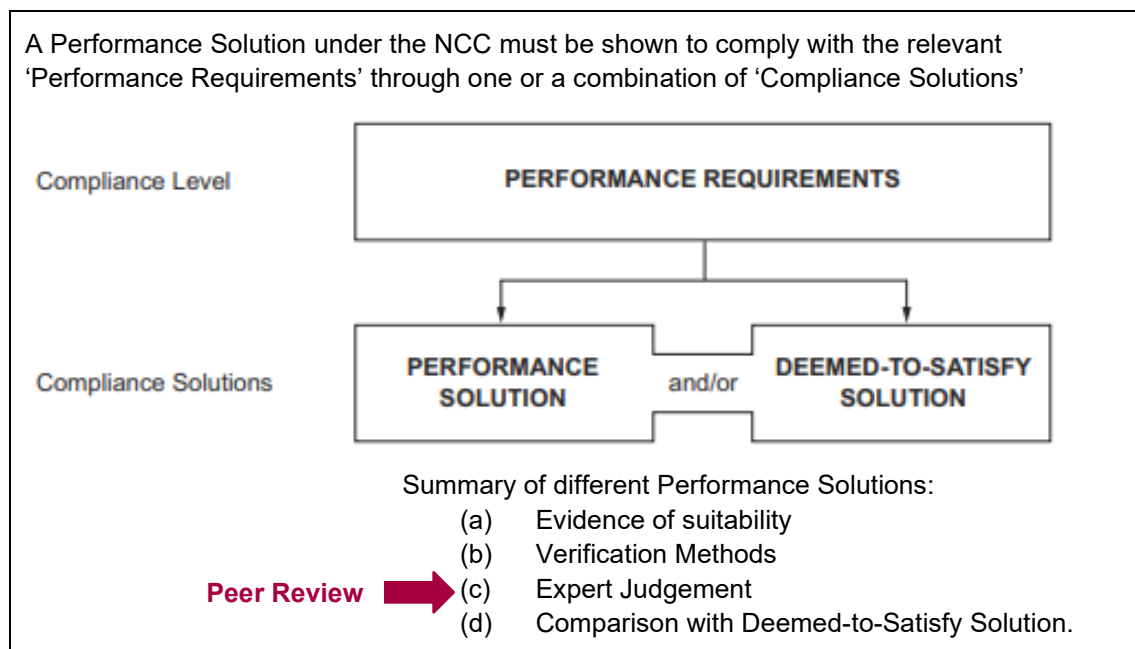 A Performance Solution under the NCC must be shown to comply with the relevant
‘Performance Requirements’ through one or a combination of ‘Compliance Solutions’
Compliance Level
PERFORMANCE REQUIREMENTS
Compliance Solutions
PERFORMANCE
SOLUTION
and/or
DEEMED-TO-SATISFY
SOLUTION
Summary of different Performance Solutions:
(a) Evidence of suitability
(b) Verification Methods
Peer Review (c) Expert Judgement
(d) Comparison with Deemed-to-Satisfy Solution.